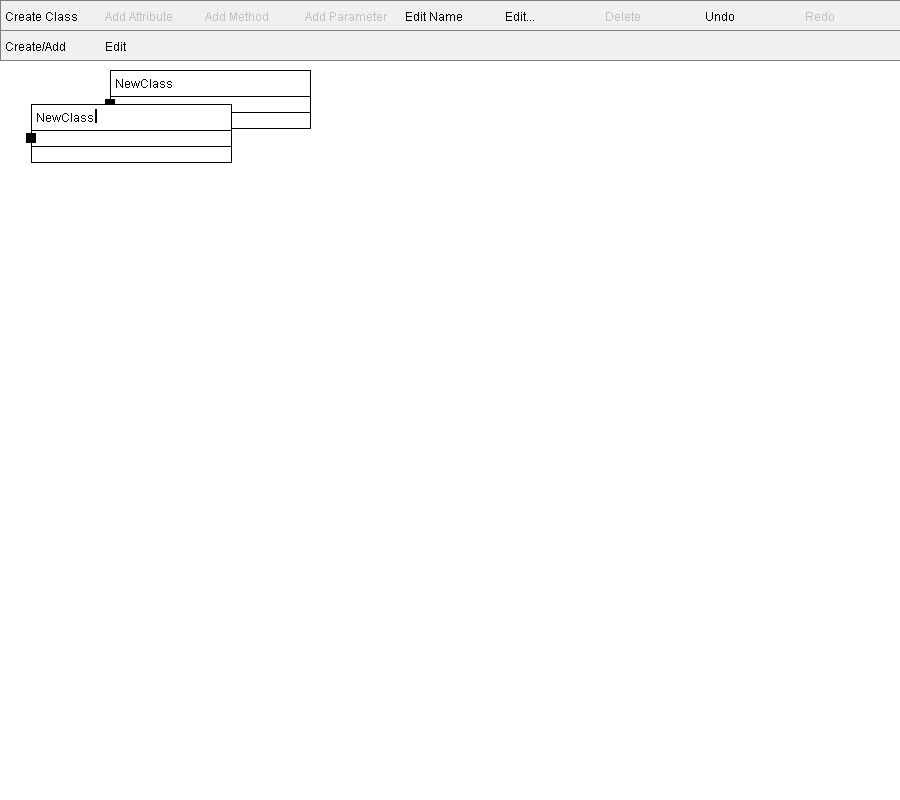 Create Class Add Attribute Add Method Add Parameter Edit Name Edit... Delete Undo Redo
Create/Add Edit
NewClass
NewClass